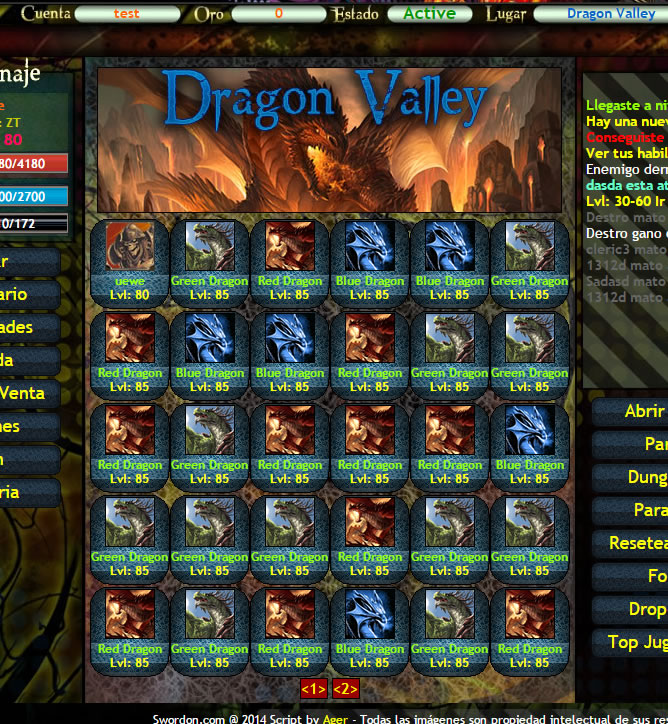 Cuenta test Oro 0 Estado Active Lugar Dragon Valley
naje
e
: ZT
80
80/4180
00/2700
0/172
r
ario
ades
da
Venta
nes
n
ria
Dragon Valley
uewe Green Dragon Red Dragon Blue Dragon Blue Dragon Green Dragon
Lvl: 80 Lvl: 85 Lvl: 85 Lvl: 85 Lvl: 85 Lvl: 85
Red Dragon Blue Dragon Blue Dragon Red Dragon Green Dragon Green Dragon
Lvl: 85 Lvl: 85 Lvl: 85 Lvl: 85 Lvl: 85 Lvl: 85
Red Dragon Green Dragon Red Dragon Red Dragon Red Dragon Blue Dragon
Lvl: 85 Lvl: 85 Lvl: 85 Lvl: 85 Lvl: 85 Lvl: 85
Green Dragon Green Dragon Green Dragon Red Dragon Green Dragon Green Dragon
Lvl: 85 Lvl: 85 Lvl: 85 Lvl: 85 Lvl: 85 Lvl: 85
Red Dragon Green Dragon Red Dragon Blue Dragon Green Dragon Red Dragon
Lvl: 85 Lvl: 85 Lvl: 85 Lvl: 85 Lvl: 85 Lvl: 85
<1> <2>
Llegaste a ni
Hay una nuev
Conseguiste
Ver tus habil
Enemigo derr
dasda esta at
Lvl: 30-60 Ir
Destro mato
Destro gano
cleric3 mato
1312d mato
Sadasd mato
1312d mato
Abrir
Par
Dung
Para
Resetea
Fo
Drop
Top Jug
Swordon.com @ 2014 Script by Ager - Todas las imágenes son propiedad intelectual de sus res